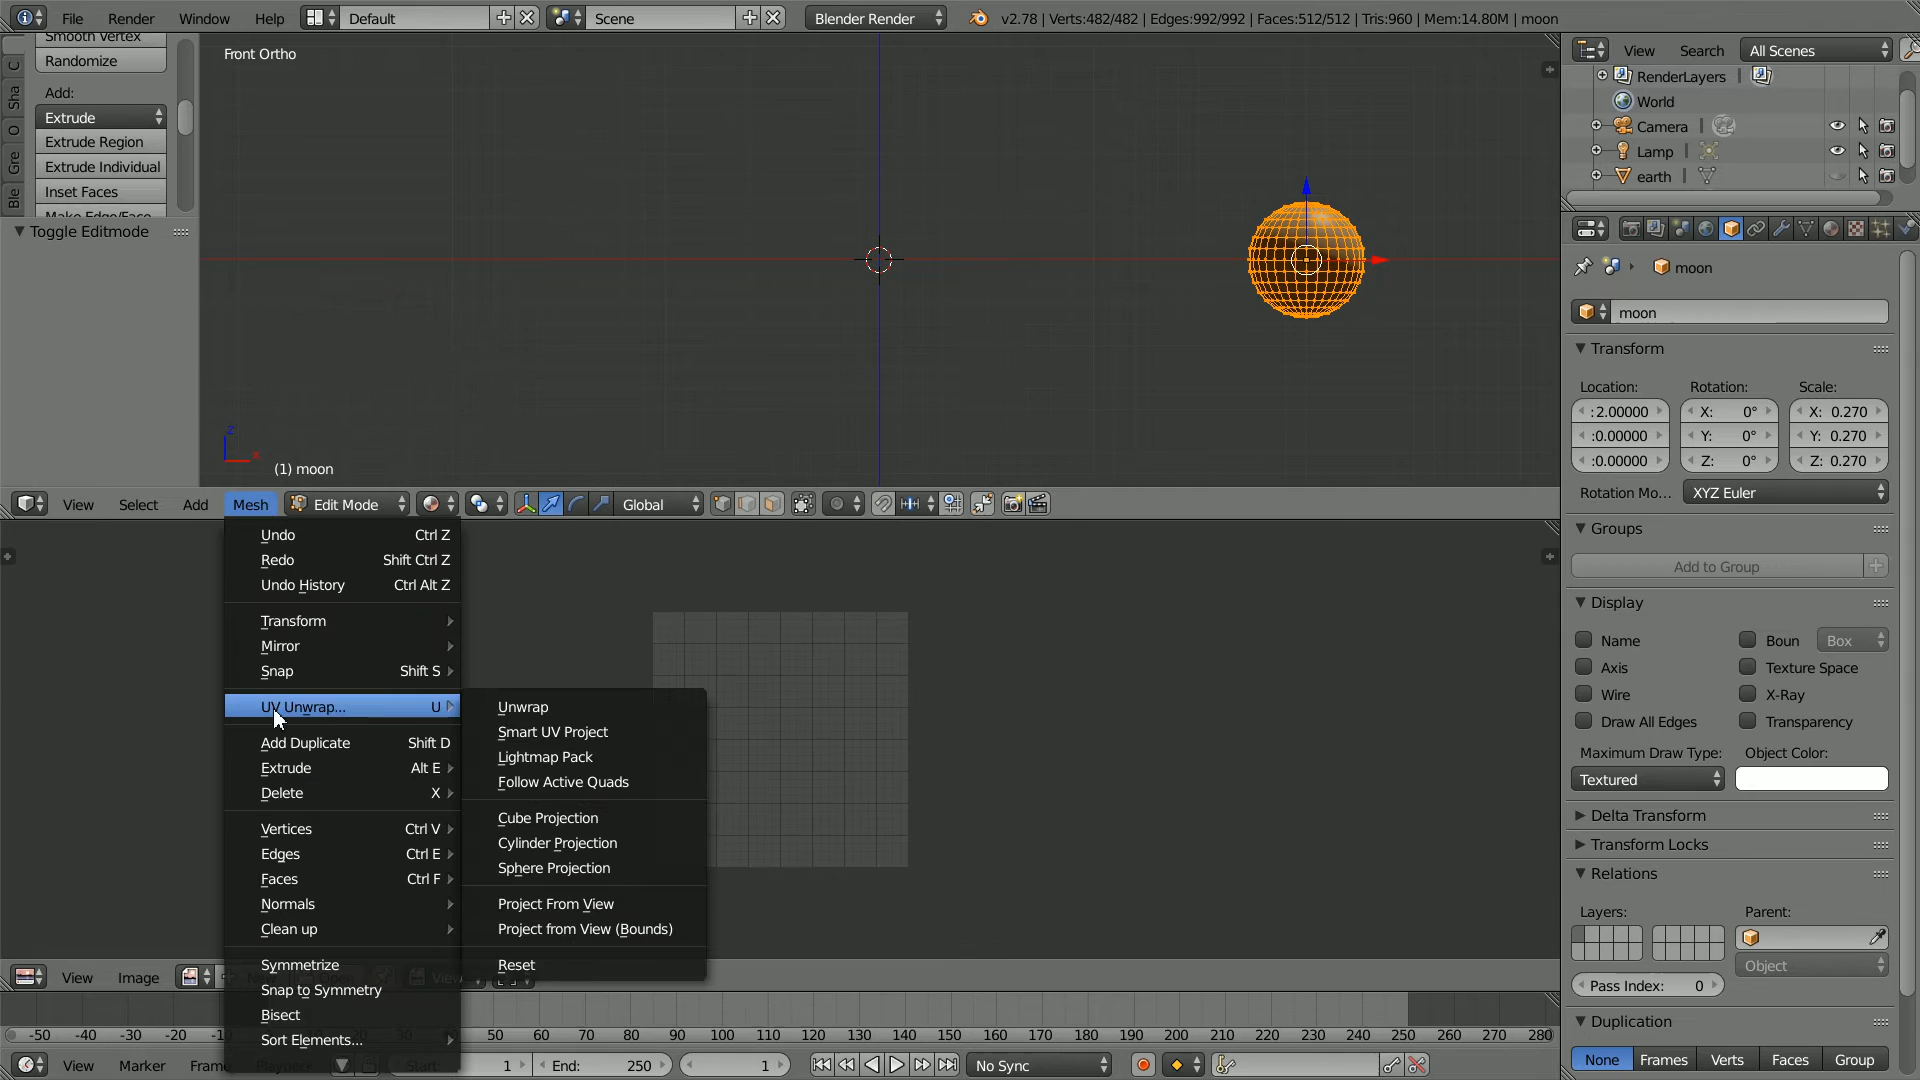 File Render Window Help Default Scene Blender Render v2.78 | Verts:482/482 | Edges:992/992 | Faces:512/512 | Tris:960 | Mem:14.80M | moon
Smooth Vertex
Randomize
Add:
Extrude
Extrude Region
Extrude Individual
Inset Faces
Make Edge/Face
Toggle Editmode
C
Sha
O
Gre
Ble
Front Ortho
z
x
(1) moon
View Search All Scenes
RenderLayers
World
Camera
Lamp
earth
moon
moon
Transform
Location: Rotation: Scale:
:2.00000 X: 0° X: 0.270
:0.00000 Y: 0° Y: 0.270
:0.00000 Z: 0° Z: 0.270
Rotation Mo... XYZ Euler
Groups
Add to Group
Display
Name Boun Box
Axis Texture Space
Wire X-Ray
Draw All Edges Transparency
Maximum Draw Type: Object Color:
Textured
Delta Transform
Transform Locks
Relations
Layers: Parent:
Object
Pass Index: 0
Duplication
None Frames Verts Faces Group
View Select Add Mesh Edit Mode Global
Undo Ctrl Z
Redo Shift Ctrl Z
Undo History Ctrl Alt Z
Transform
Mirror
Snap Shift S
UV Unwrap... U
Add Duplicate Shift D
Extrude Alt E
Delete X
Vertices Ctrl V
Edges Ctrl E
Faces Ctrl F
Normals
Clean up
Symmetrize
Snap to Symmetry
Bisect
Sort Elements...
Unwrap
Smart UV Project
Lightmap Pack
Follow Active Quads
Cube Projection
Cylinder Projection
Sphere Projection
Project From View
Project from View (Bounds)
Reset
View Image View
-50 -40 -30 -20 50 60 70 80 90 100 110 120 130 140 150 160 170 180 190 200 210 220 230 240 250 260 270 280
View Marker Frame Playback Start: 1 End: 250 1 No Sync